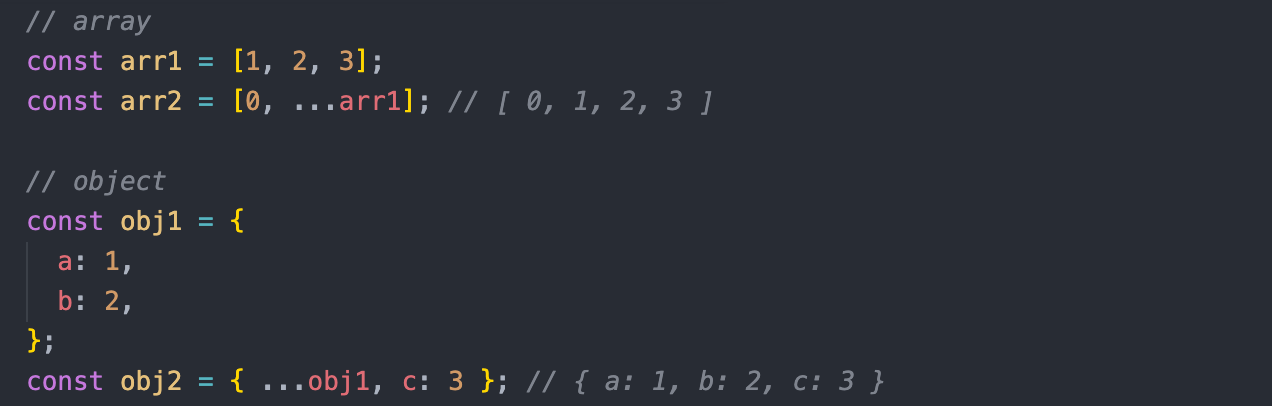 // array
const arr1 = [1, 2, 3];
const arr2 = [0, ...arr1]; // [ 0, 1, 2, 3 ]

// object
const obj1 = {
  a: 1,
  b: 2,
};
const obj2 = { ...obj1, c: 3 }; // { a: 1, b: 2, c: 3 }